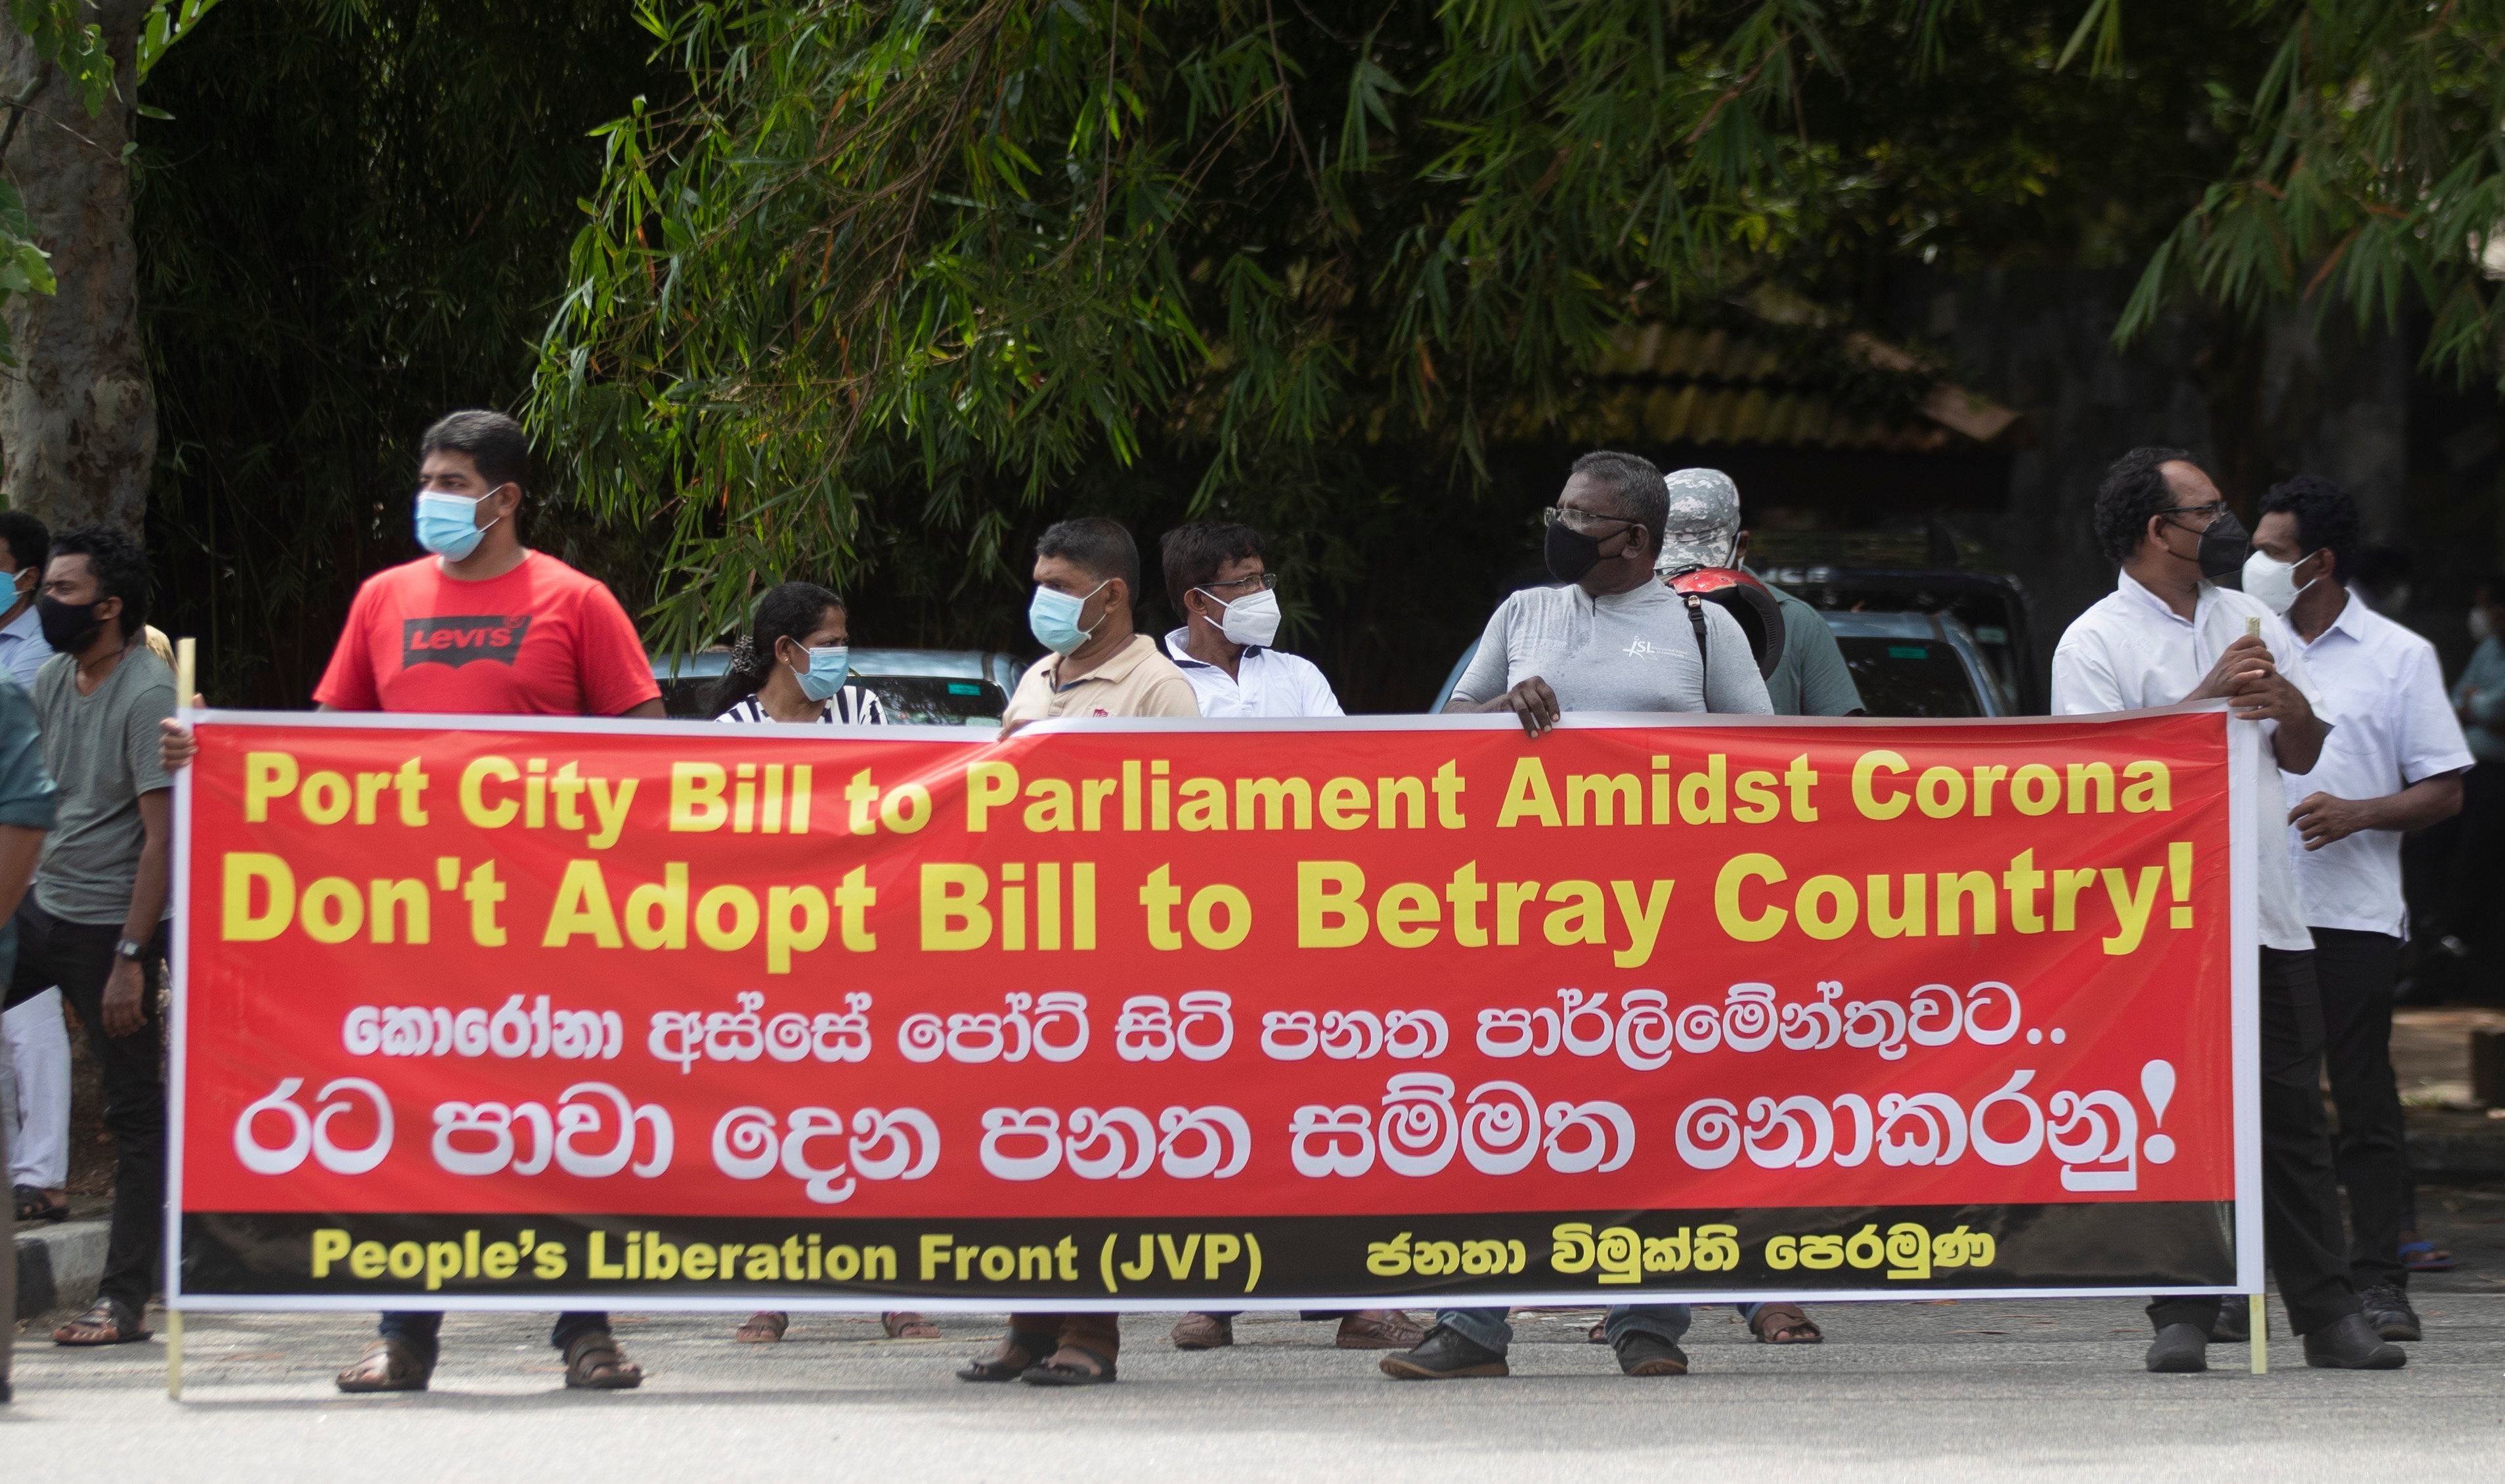 LEVI'S
JSL
Port City Bill to Parliament Amidst Corona
Don't Adopt Bill to Betray Country!
කොරෝනා අස්සේ පෝට් සිටි පනත පාර්ලිමේන්තුවට..
රට පාවා දෙන පනත සම්මත නොකරනු!
People's Liberation Front (JVP) ජනතා විමුක්ති පෙරමුණ